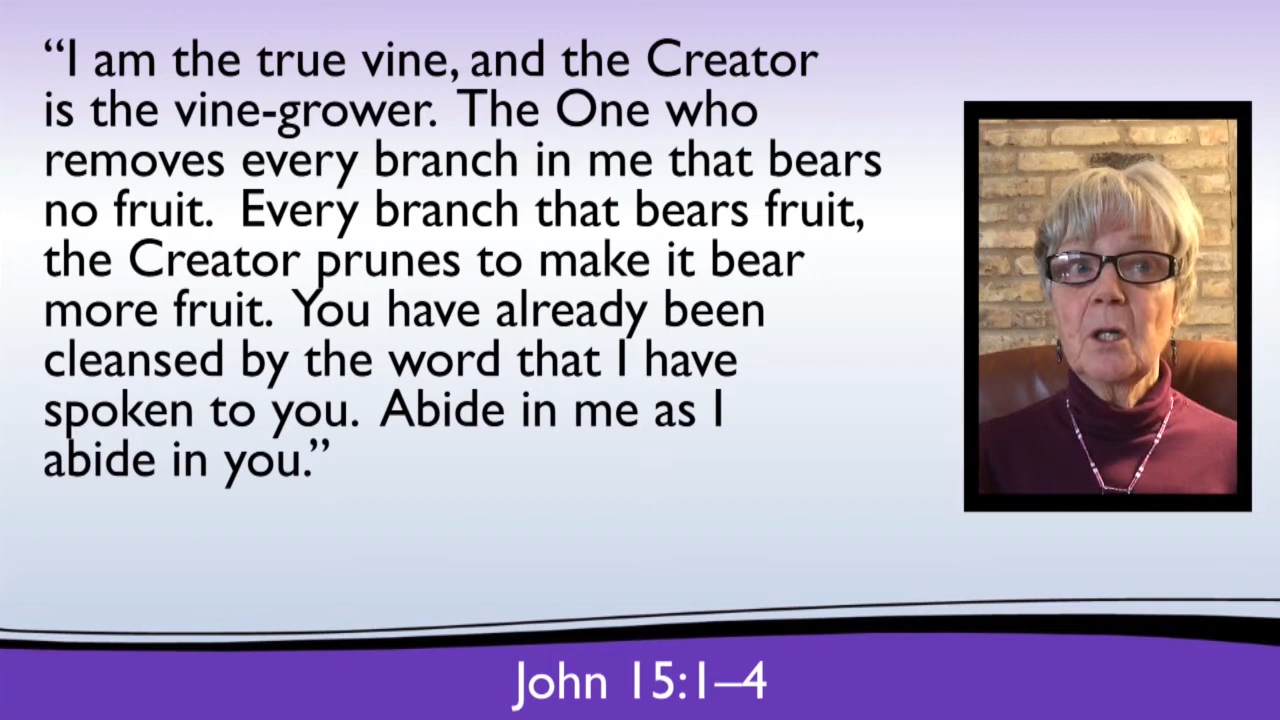 “I am the true vine, and the Creator
is the vine-grower. The One who
removes every branch in me that bears
no fruit. Every branch that bears fruit,
the Creator prunes to make it bear
more fruit. You have already been
cleansed by the word that I have
spoken to you. Abide in me as I
abide in you.”
John 15:1–4